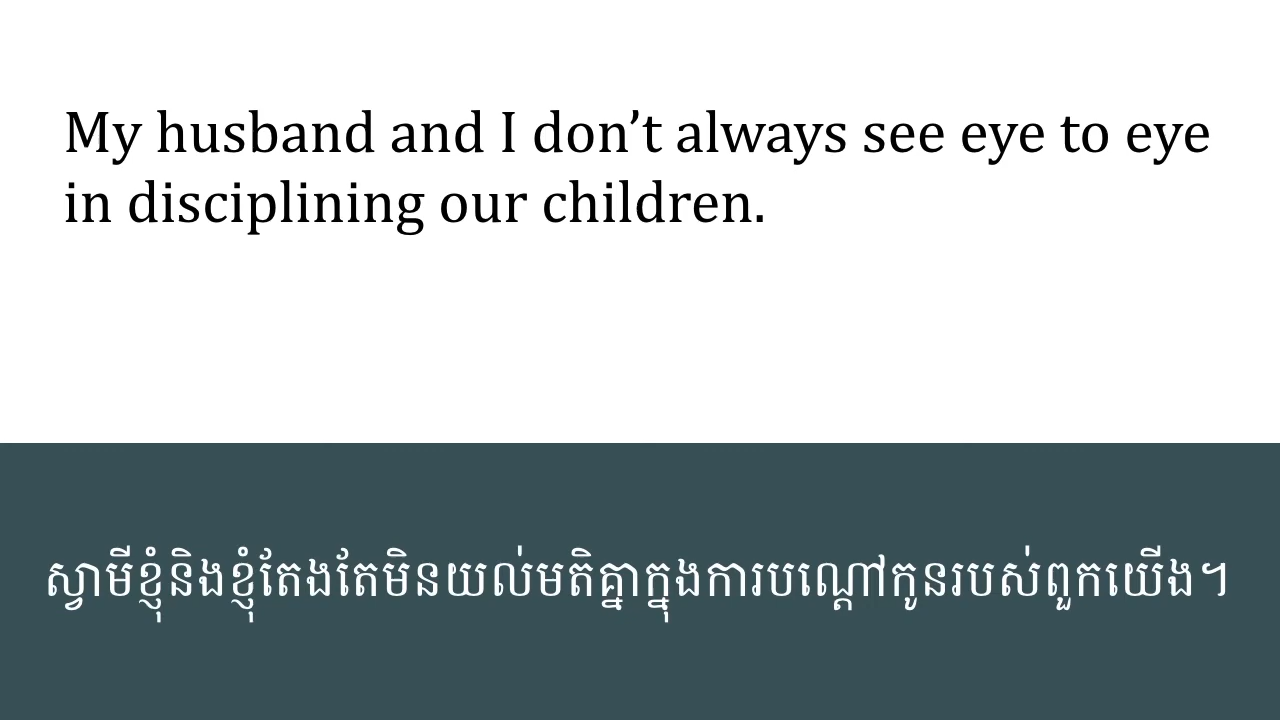 My husband and I don’t always see eye to eye
in disciplining our children.
ស្វាមីខ្ញុំនិងខ្ញុំតែងតែមិនយល់មតិគ្នាក្នុងការបណ្តៅកូនរបស់ពួកយើង។